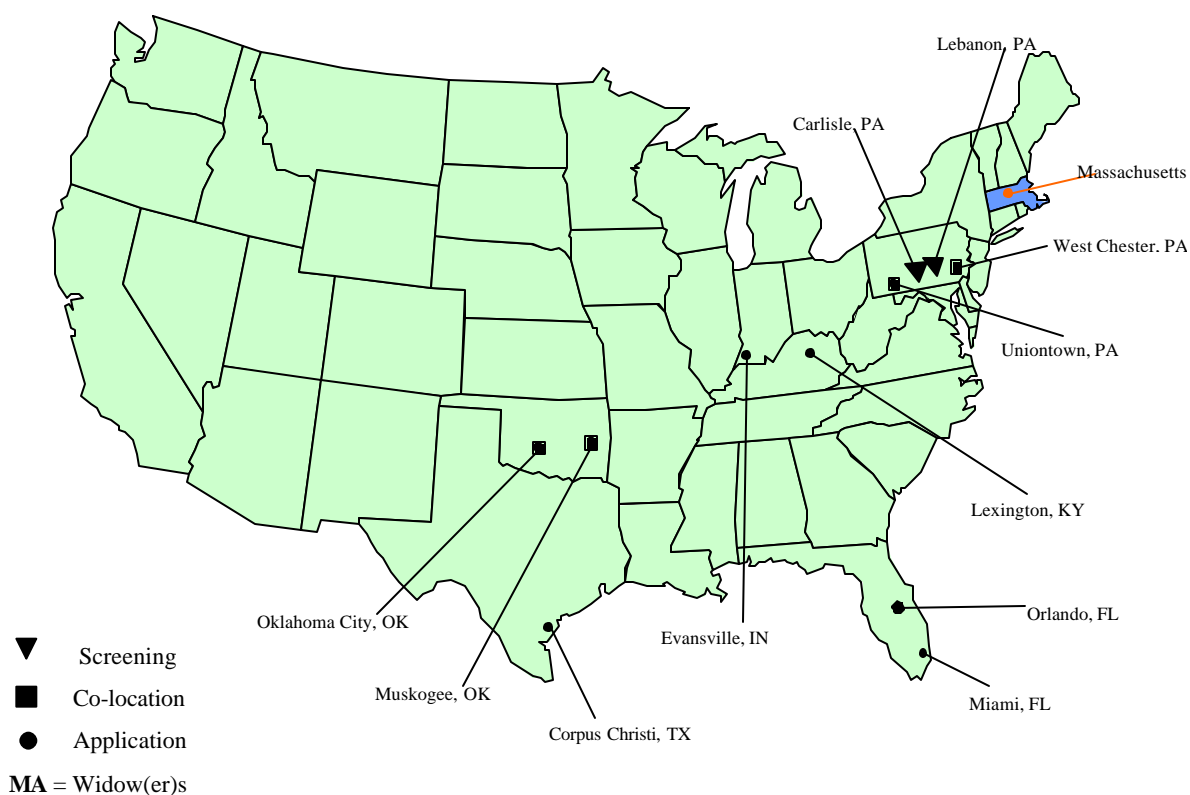 Lebanon, PA
Carlisle, PA
Massachusetts
West Chester. PA
Uniontown, PA
Lexington, KY
Orlando, FL
Oklahoma City, OK
Evansville, IN
Muskogee, OK
Miami, FL
Corpus Christi, TX
Screening
Co-location
Application
MA = Widow(er)s